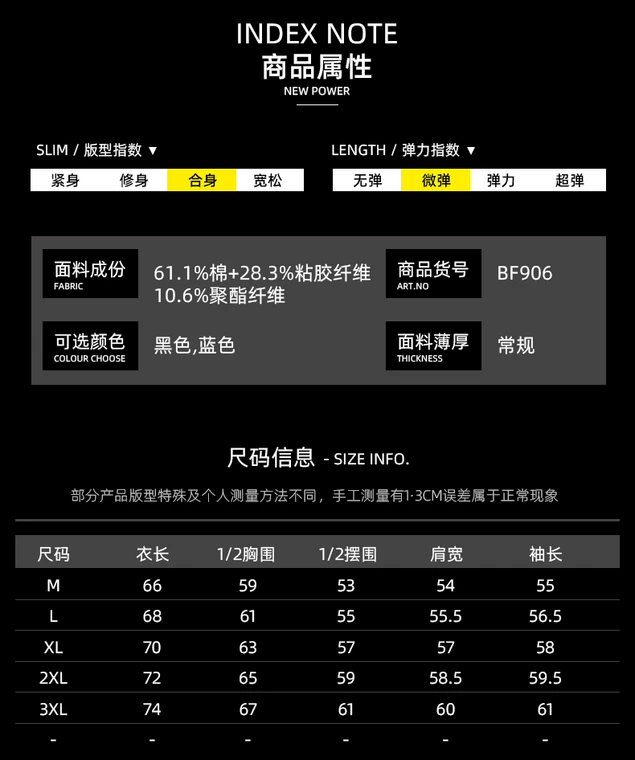 INDEX NOTE
商品属性
NEW POWER
SLIM / 版型指数 ▼
LENGTH / 弹力指数 ▼
紧身 修身 合身 宽松
无弹 微弹 弹力 超弹
面料成份
FABRIC
61.1%棉+28.3%粘胶纤维
10.6%聚酯纤维
商品货号
ART.NO
BF906
可选颜色
COLOUR CHOOSE
黑色,蓝色
面料薄厚
THICKNESS
常规
尺码信息 - SIZE INFO.
部分产品版型特殊及个人测量方法不同，手工测量有1·3CM误差属于正常现象
尺码 衣长 1/2胸围 1/2摆围 肩宽 袖长
M 66 59 53 54 55
L 68 61 55 55.5 56.5
XL 70 63 57 57 58
2XL 72 65 59 58.5 59.5
3XL 74 67 61 60 61
- - - - - -